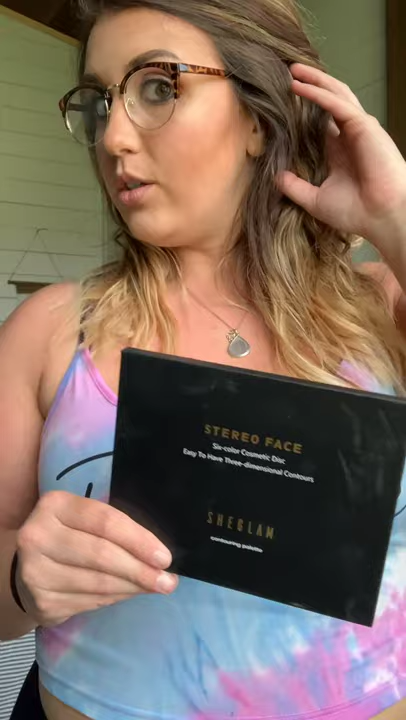 STEREO FACE
Six-color Cosmetic Disc
Easy To Have Three-dimensional Contours
SHEGLAM
contouring palette